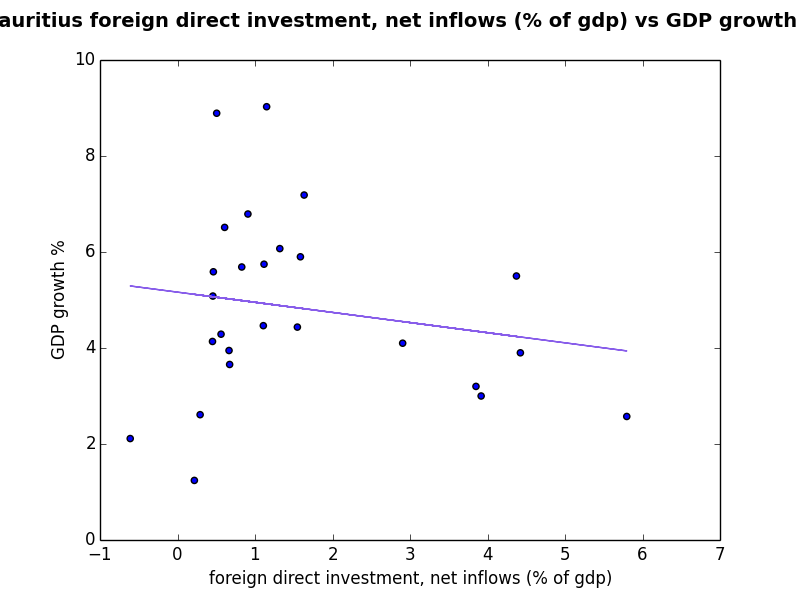 auritius foreign direct investment, net inflows (% of gdp) vs GDP growth
10
8
6
4
2
0
GDP growth %
−1 0 1 2 3 4 5 6 7
foreign direct investment, net inflows (% of gdp)